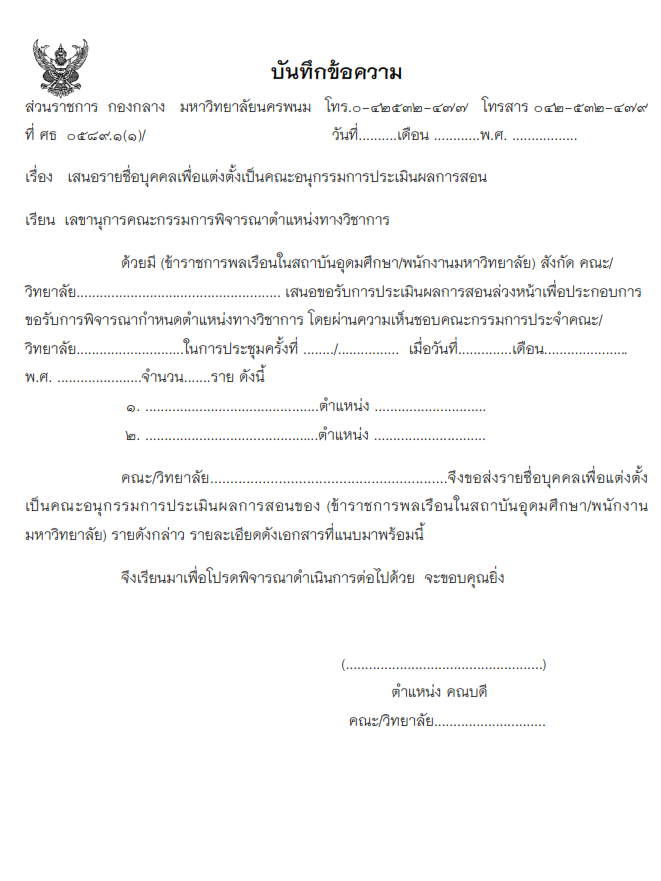 บันทึกข้อความ
ส่วนราชการ กองกลาง มหาวิทยาลัยนครพนม โทร.๐-๔๒๕๓๒-๔๗๗ โทรสาร ๐๔๒-๕๓๒-๔๗๙
ที่ ศธ ๐๕๘๙.๑(๑)/ วันที่..........เดือน ............พ.ศ. .................
เรื่อง เสนอรายชื่อบุคคลเพื่อแต่งตั้งเป็นคณะอนุกรรมการประเมินผลการสอน
เรียน เลขานุการคณะกรรมการพิจารณาตำแหน่งทางวิชาการ
ด้วยมี (ข้าราชการพลเรือนในสถาบันอุดมศึกษา/พนักงานมหาวิทยาลัย) สังกัด คณะ/
วิทยาลัย..................................................... เสนอขอรับการประเมินผลการสอนล่วงหน้าเพื่อประกอบการ
ขอรับการพิจารณากำหนดตำแหน่งทางวิชาการ โดยผ่านความเห็นชอบคณะกรรมการประจำคณะ/
วิทยาลัย............................ในการประชุมครั้งที่ ......../................ เมื่อวันที่..............เดือน......................
พ.ศ. ......................จำนวน.......ราย ดังนี้
๑. .............................................ตำแหน่ง .............................
๒. .............................................ตำแหน่ง .............................
คณะ/วิทยาลัย..............................................................จึงขอส่งรายชื่อบุคคลเพื่อแต่งตั้ง
เป็นคณะอนุกรรมการประเมินผลการสอนของ (ข้าราชการพลเรือนในสถาบันอุดมศึกษา/พนักงาน
มหาวิทยาลัย) รายดังกล่าว รายละเอียดดังเอกสารที่แนบมาพร้อมนี้
จึงเรียนมาเพื่อโปรดพิจารณาดำเนินการต่อไปด้วย จะขอบคุณยิ่ง
(...................................................)
ตำแหน่ง คณบดี
คณะ/วิทยาลัย.............................